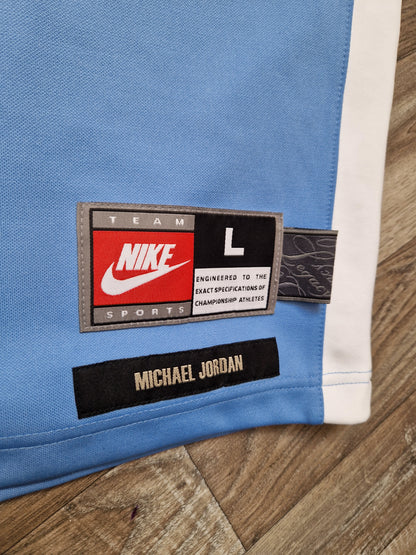 TEAM
NIKE
SPORTS
L
ENGINEERED TO THE
EXACT SPECIFICATIONS OF
CHAMPIONSHIP ATHLETES
MICHAEL JORDAN